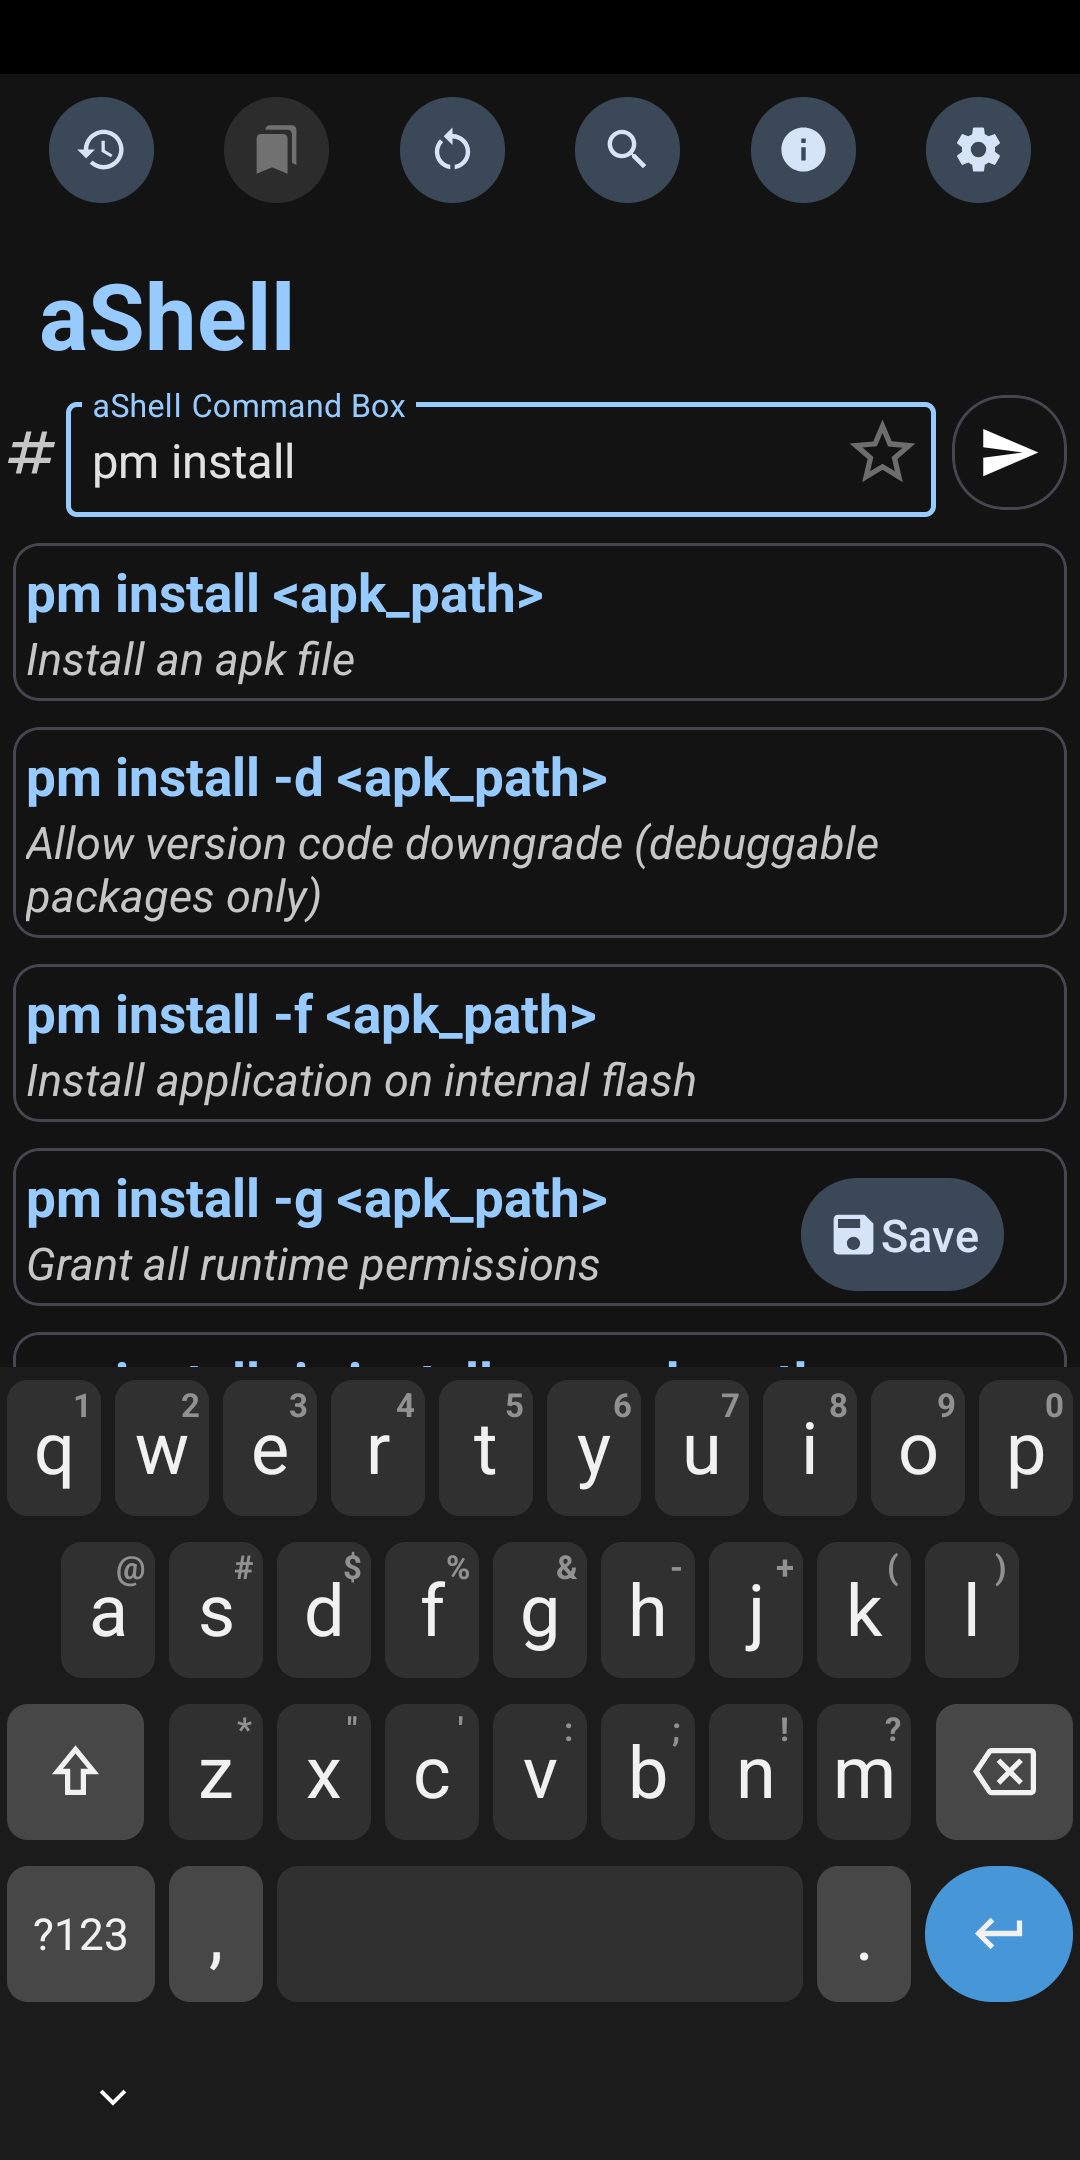 aShell
aShell Command Box
# pm install
pm install <apk_path>
Install an apk file
pm install -d <apk_path>
Allow version code downgrade (debuggable
packages only)
pm install -f <apk_path>
Install application on internal flash
pm install -g <apk_path>
Grant all runtime permissions
Save
1 2 3 4 5 6 7 8 9 0
q w e r t y u i o p
@ # $ % & - + ( )
a s d f g h j k l
* " ' : ; ! ?
z x c v b n m
?123 , .